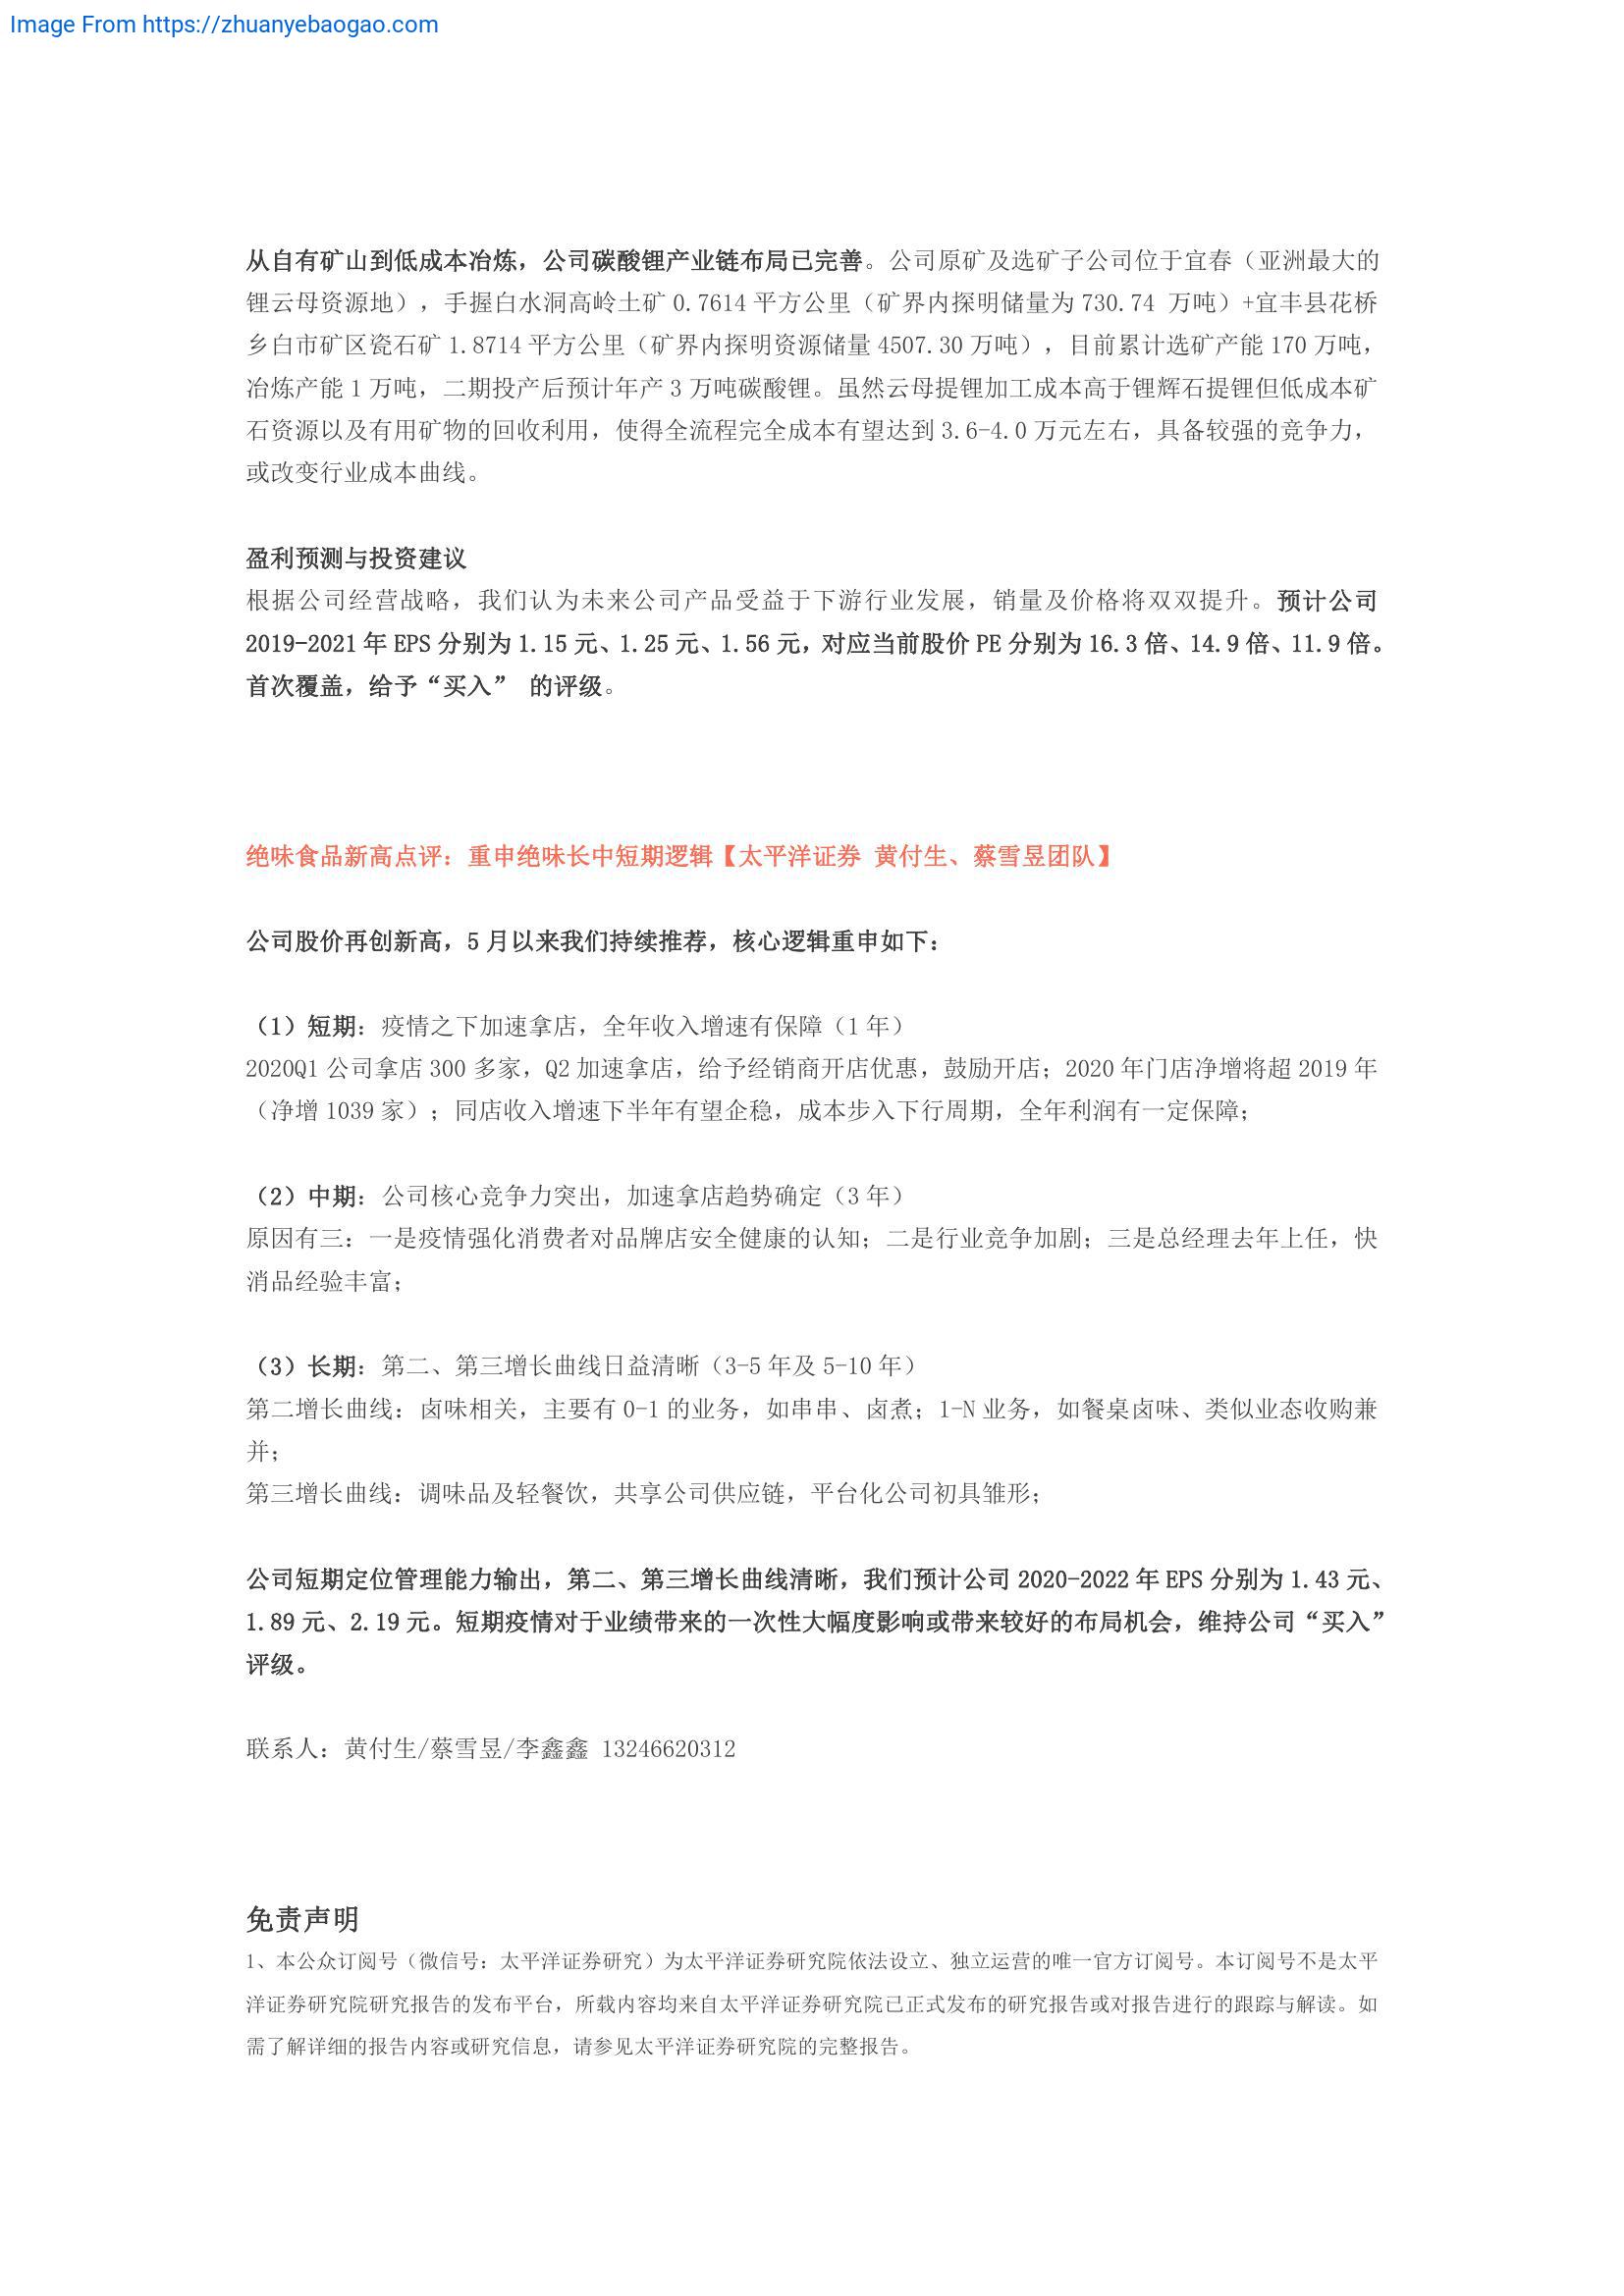 Image From https://zhuanyebaogao.com
从自有矿山到低成本冶炼，公司碳酸锂产业链布局已完善。公司原矿及选矿子公司位于宜春（亚洲最大的
锂云母资源地），手握白水洞高岭土矿 0.7614 平方公里（矿界内探明储量为 730.74 万吨）+宜丰县花桥
乡白市矿区瓷石矿 1.8714 平方公里（矿界内探明资源储量 4507.30 万吨），目前累计选矿产能 170 万吨，
冶炼产能 1 万吨，二期投产后预计年产 3 万吨碳酸锂。虽然云母提锂加工成本高于锂辉石提锂但低成本矿
石资源以及有用矿物的回收利用，使得全流程完全成本有望达到 3.6-4.0 万元左右，具备较强的竞争力，
或改变行业成本曲线。
盈利预测与投资建议
根据公司经营战略，我们认为未来公司产品受益于下游行业发展，销量及价格将双双提升。预计公司
2019-2021 年 EPS 分别为 1.15 元、1.25 元、1.56 元，对应当前股价 PE 分别为 16.3 倍、14.9 倍、11.9 倍。
首次覆盖，给予“买入” 的评级。
绝味食品新高点评：重申绝味长中短期逻辑【太平洋证券 黄付生、蔡雪昱团队】
公司股价再创新高，5 月以来我们持续推荐，核心逻辑重申如下：
（1）短期：疫情之下加速拿店，全年收入增速有保障（1 年）
2020Q1 公司拿店 300 多家，Q2 加速拿店，给予经销商开店优惠，鼓励开店；2020 年门店净增将超 2019 年
（净增 1039 家）；同店收入增速下半年有望企稳，成本步入下行周期，全年利润有一定保障；
（2）中期：公司核心竞争力突出，加速拿店趋势确定（3 年）
原因有三：一是疫情强化消费者对品牌店安全健康的认知；二是行业竞争加剧；三是总经理去年上任，快
消品经验丰富；
（3）长期：第二、第三增长曲线日益清晰（3-5 年及 5-10 年）
第二增长曲线：卤味相关，主要有 0-1 的业务，如串串、卤煮；1-N 业务，如餐桌卤味、类似业态收购兼
并；
第三增长曲线：调味品及轻餐饮，共享公司供应链，平台化公司初具雏形；
公司短期定位管理能力输出，第二、第三增长曲线清晰，我们预计公司 2020-2022 年 EPS 分别为 1.43 元、
1.89 元、2.19 元。短期疫情对于业绩带来的一次性大幅度影响或带来较好的布局机会，维持公司“买入”
评级。
联系人：黄付生/蔡雪昱/李鑫鑫 13246620312
免责声明
1、本公众订阅号（微信号：太平洋证券研究）为太平洋证券研究院依法设立、独立运营的唯一官方订阅号。本订阅号不是太平
洋证券研究院研究报告的发布平台，所载内容均来自太平洋证券研究院已正式发布的研究报告或对报告进行的跟踪与解读。如
需了解详细的报告内容或研究信息，请参见太平洋证券研究院的完整报告。